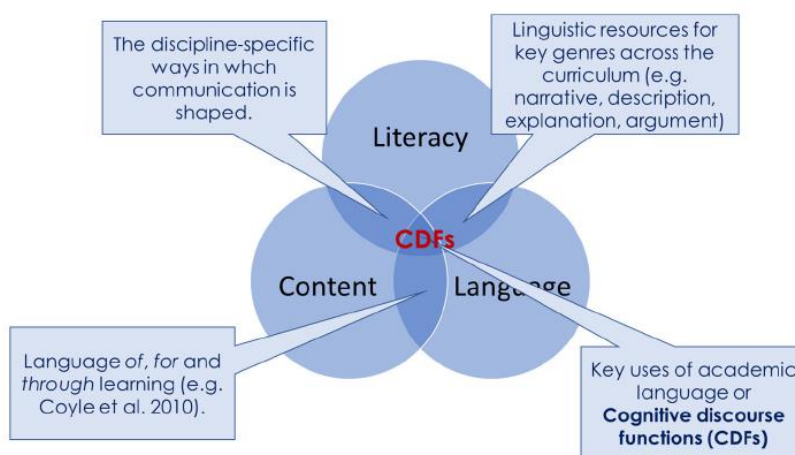 The discipline-specific
ways in whch
communication is
shaped.
Linguistic resources for
key genres across the
curriculum (e.g.
narrative, description,
explanation, argument)
Literacy
CDFs
Content
Language
Language of, for and
through learning (e.g.
Coyle et al. 2010).
Key uses of academic
language or
Cognitive discourse
functions (CDFs)